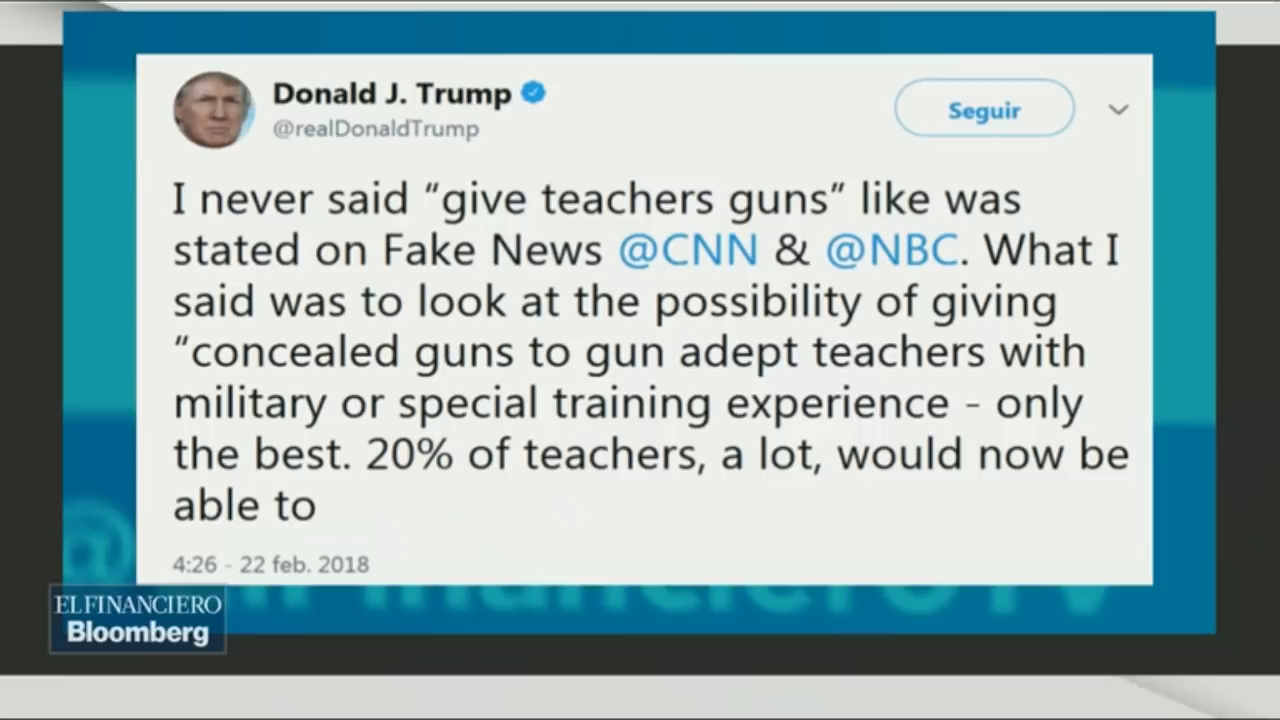 Donald J. Trump
@realDonaldTrump
Seguir
I never said “give teachers guns” like was
stated on Fake News @CNN & @NBC. What I
said was to look at the possibility of giving
“concealed guns to gun adept teachers with
military or special training experience - only
the best. 20% of teachers, a lot, would now be
able to
4:26 - 22 feb. 2018
EL FINANCIERO
Bloomberg